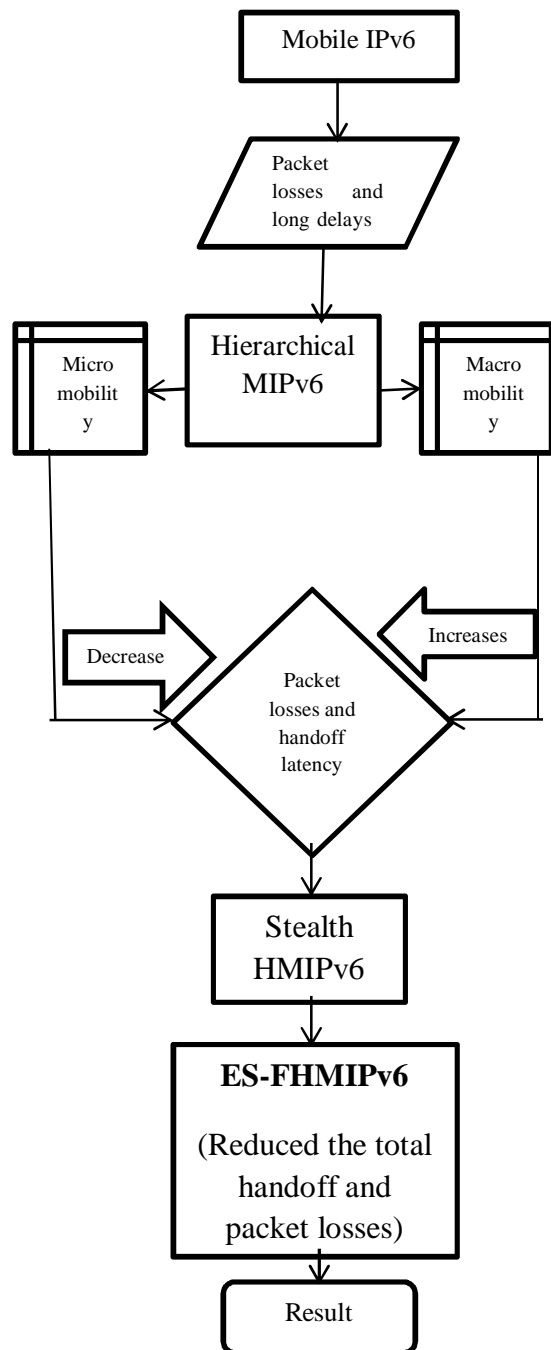 Mobile IPv6
Packet
losses and
long delays
Hierarchical
MIPv6
Micro
mobilit
y
Macro
mobilit
y
Decrease
Increases
Packet
losses and
handoff
latency
Stealth
HMIPv6
ES-FHMIPv6
(Reduced the total
handoff and
packet losses)
Result